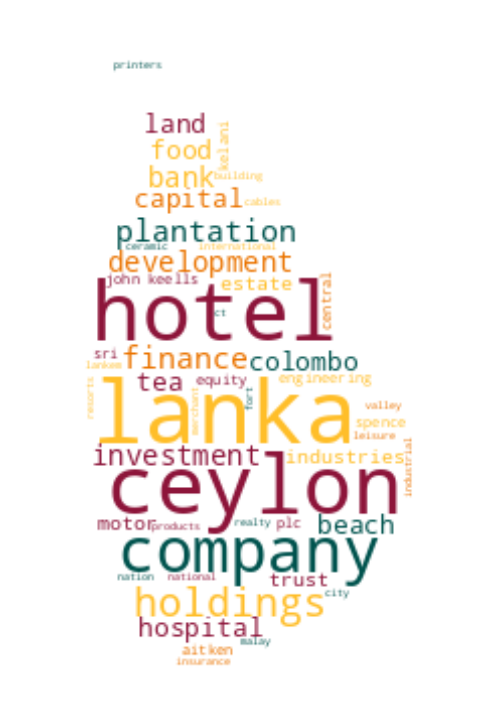 printers
land
kelani
food
bank
building
capital
cables
plantation
ceramic
international
development
john keells
estate
central
hotel
ct
sri
finance
colombo
lankem
tea
equity
engineering
resorts
merchant
fort
lanka
valley
spence
leisure
investment
industries
industrial
ceylon
motor
products
realty
plc
beach
company
nation
national
trust
city
holdings
hospital
malay
aitken
insurance